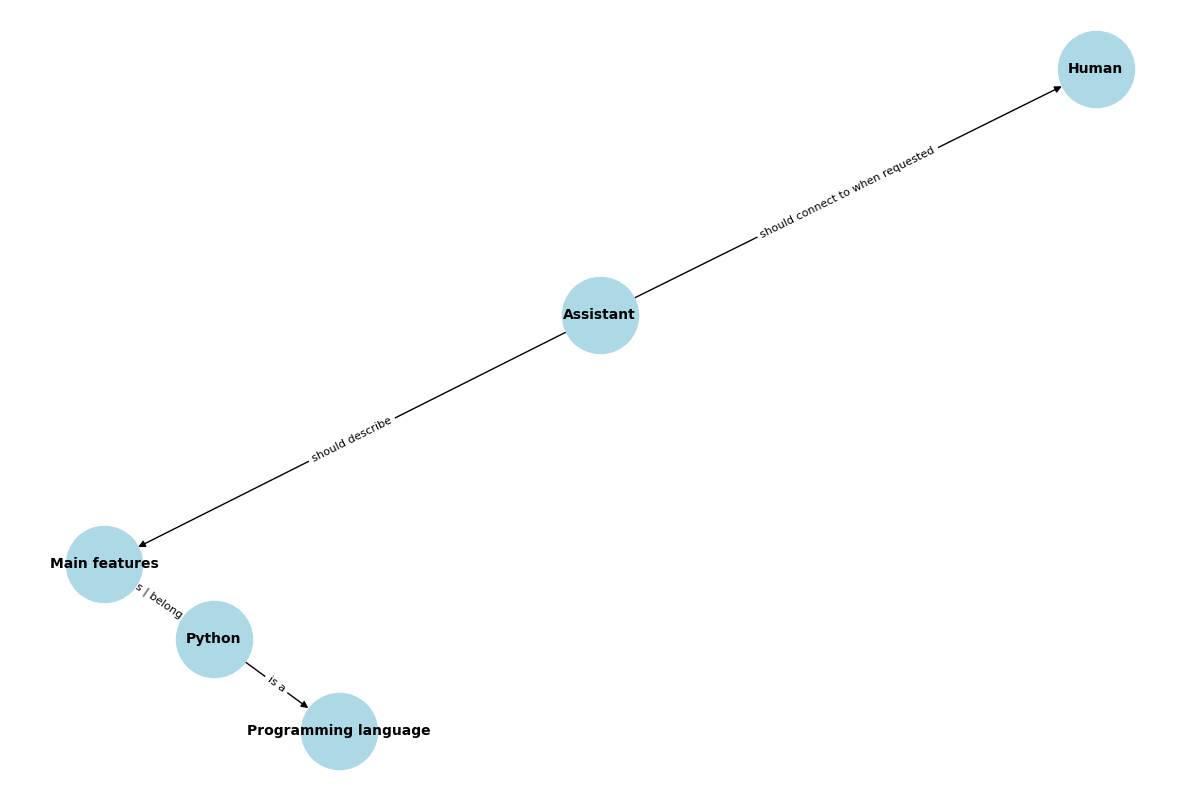 Human
should connect to when requested
Assistant
should describe
Main features
s | belong
Python
is a
Programming language